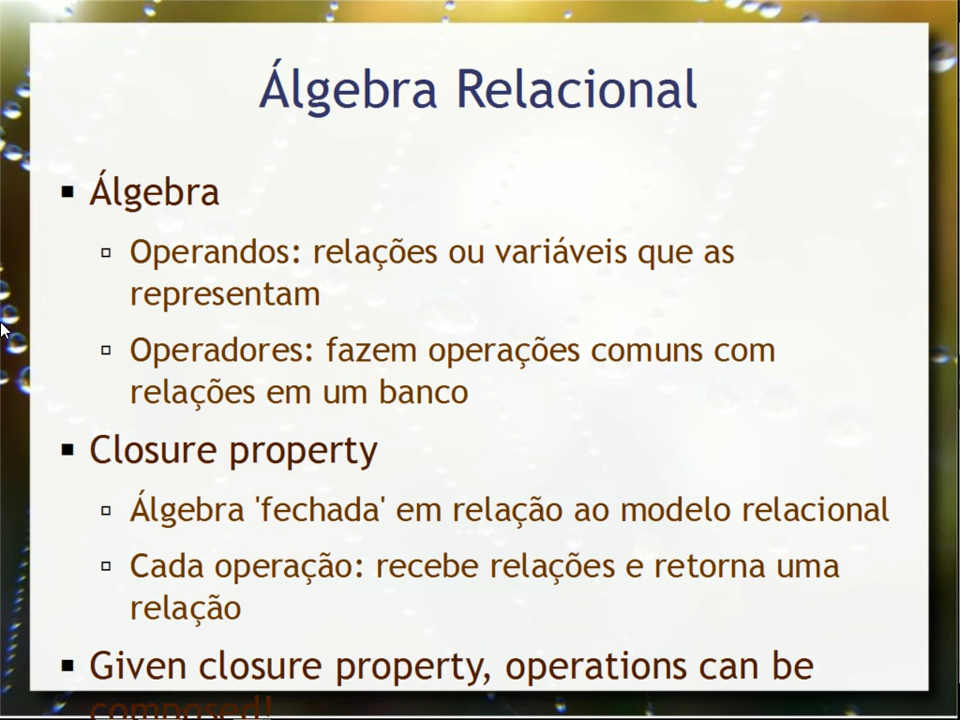 Álgebra Relacional
Álgebra
Operandos: relações ou variáveis que as
representam
Operadores: fazem operações comuns com
relações em um banco
Closure property
Álgebra 'fechada' em relação ao modelo relacional
Cada operação: recebe relações e retorna uma
relação
Given closure property, operations can be
composed!